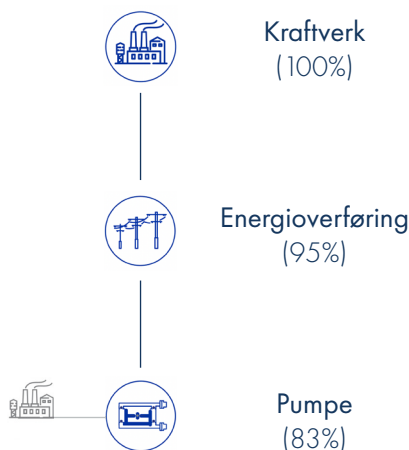 Kraftverk
(100%)
Energioverføring
(95%)
Pumpe
(83%)